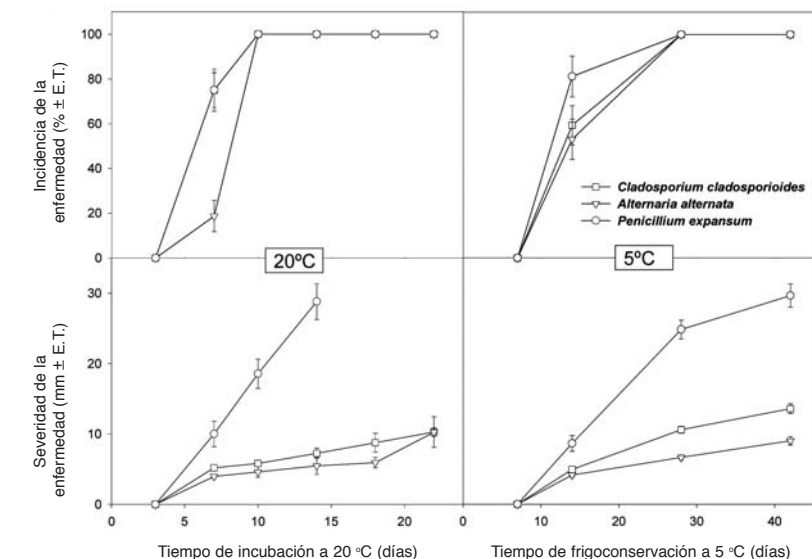 Incidencia de la
enfermedad (% ± E.T.)
100
80
60
40
20
0
Cladosporium cladosporioides
Alternaria alternata
Penicillium expansum
20ºC
5ºC
Severidad de la
enfermedad (mm ± E.T.)
30
20
10
0
0
5
10
15
20
0
10
20
30
40
Tiempo de incubación a 20 ºC (días)
Tiempo de frigoconservación a 5 ºC (días)